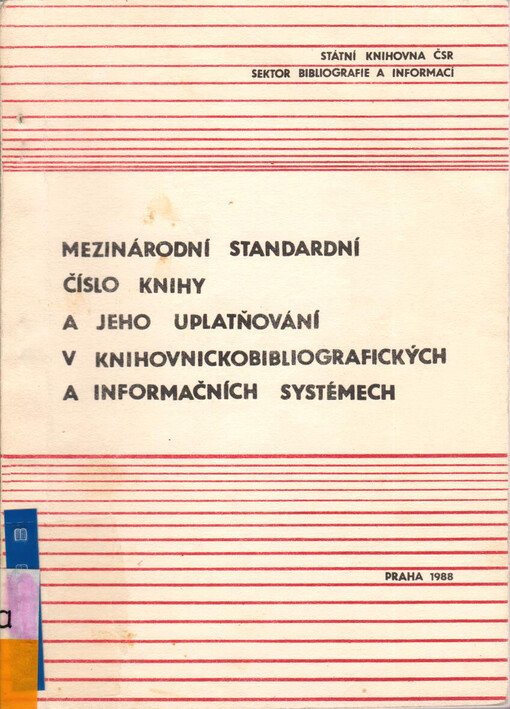 STÁTNÍ KNIHOVNA ČSR
SEKTOR BIBLIOGRAFIE A INFORMACÍ
MEZINÁRODNÍ STANDARDNÍ
ČÍSLO KNIHY
A JEHO UPLATŇOVÁNÍ
V KNIHOVNICKOBIBLIOGRAFICKÝCH
A INFORMAČNÍCH SYSTÉMECH
PRAHA 1988
a